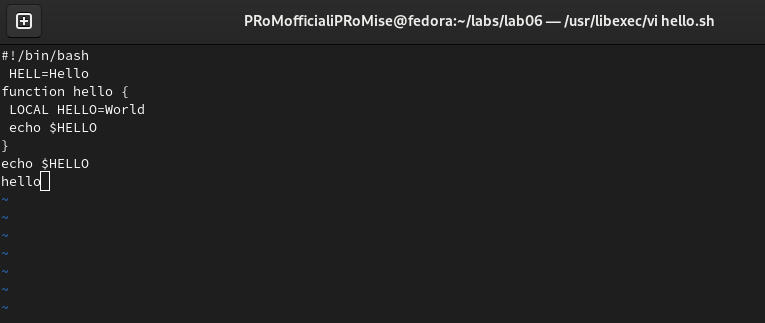 PRoMofficialiPRoMise@fedora:~/labs/lab06 — /usr/libexec/vi hello.sh
#!/bin/bash
 HELL=Hello
function hello {
 LOCAL HELLO=World
 echo $HELLO
}
echo $HELLO
hello
~
~
~
~
~
~
~